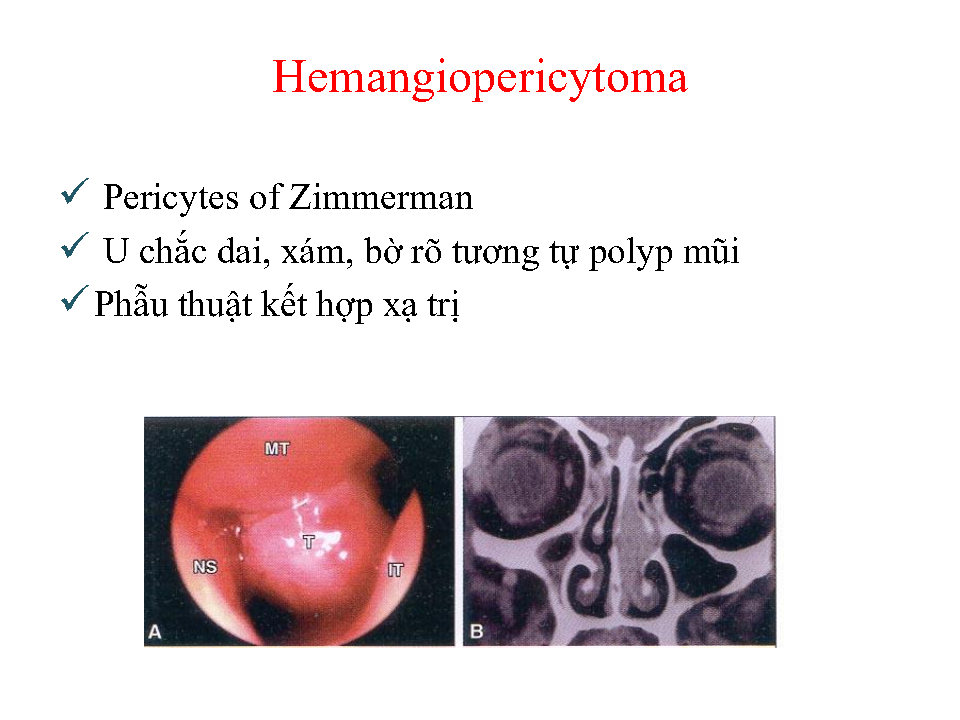 Hemangiopericytoma
✓ Pericytes of Zimmerman
✓ U chắc dai, xám, bờ rõ tương tự polyp mũi
✓ Phẫu thuật kết hợp xạ trị
MT
T
NS
IT
A
B